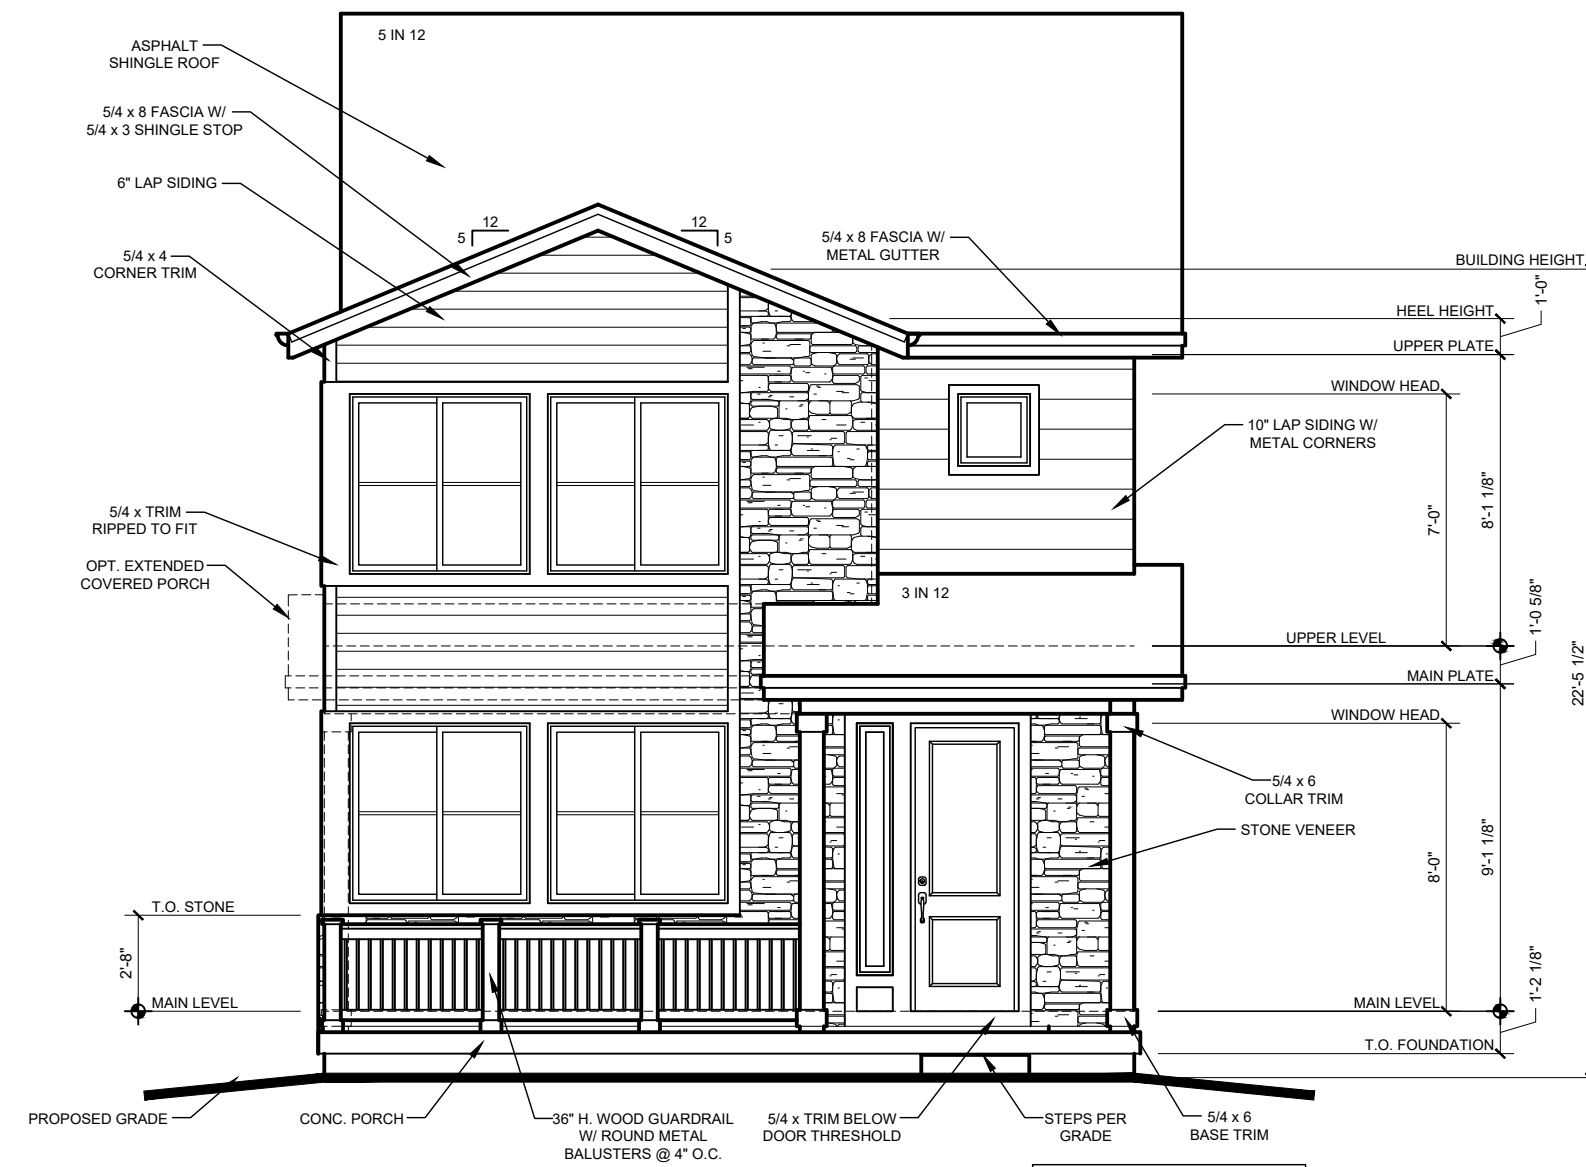 5 IN 12
ASPHALT
SHINGLE ROOF
5/4 x 8 FASCIA W/
5/4 x 3 SHINGLE STOP
6" LAP SIDING
5/4 x 4
CORNER TRIM
12
5
12
5
5/4 x 8 FASCIA W/
METAL GUTTER
BUILDING HEIGHT
1'-0"
HEEL HEIGHT
UPPER PLATE
WINDOW HEAD
10" LAP SIDING W/
METAL CORNERS
5/4 x TRIM
RIPPED TO FIT
7'-0"
8'-1 1/8"
OPT. EXTENDED
COVERED PORCH
3 IN 12
1'-0 5/8"
UPPER LEVEL
22'-5 1/2"
MAIN PLATE
WINDOW HEAD
5/4 x 6
COLLAR TRIM
STONE VENEER
8'-0"
9'-1 1/8"
T.O. STONE
2'-8"
MAIN LEVEL
MAIN LEVEL
1'-2 1/8"
T.O. FOUNDATION
PROPOSED GRADE
CONC. PORCH
36" H. WOOD GUARDRAIL
W/ ROUND METAL
BALUSTERS @ 4" O.C.
5/4 x TRIM BELOW
DOOR THRESHOLD
STEPS PER
GRADE
5/4 x 6
BASE TRIM